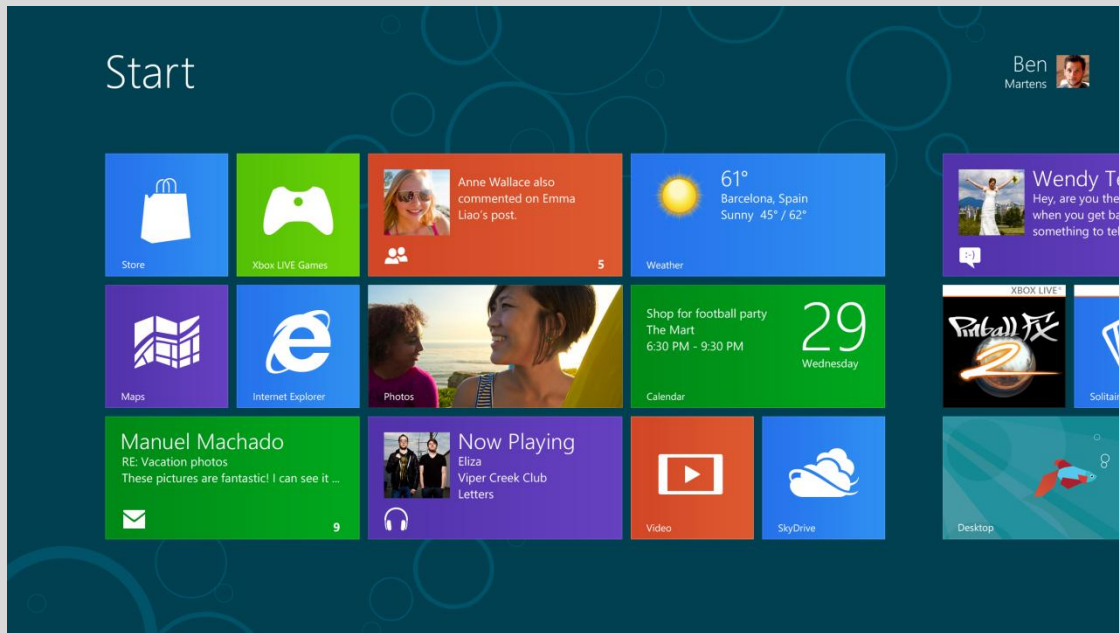 Start
Ben
Martens
Store
Xbox LIVE Games
Anne Wallace also
commented on Emma
Liao's post.
5
61°
Barcelona, Spain
Sunny 45° / 62°
Weather
Wendy
Hey, are you the
when you get
something to
:-)
Maps
Internet Explorer
Photos
Shop for football party
The Mart
6:30 PM - 9:30 PM
29
Wednesday
Calendar
XBOX LIVE
Pinball FX
2
Manuel Machado
RE: Vacation photos
These pictures are fantastic! I can see it ...
9
Now Playing
Eliza
Viper Creek Club
Letters
Video
SkyDrive
Desktop